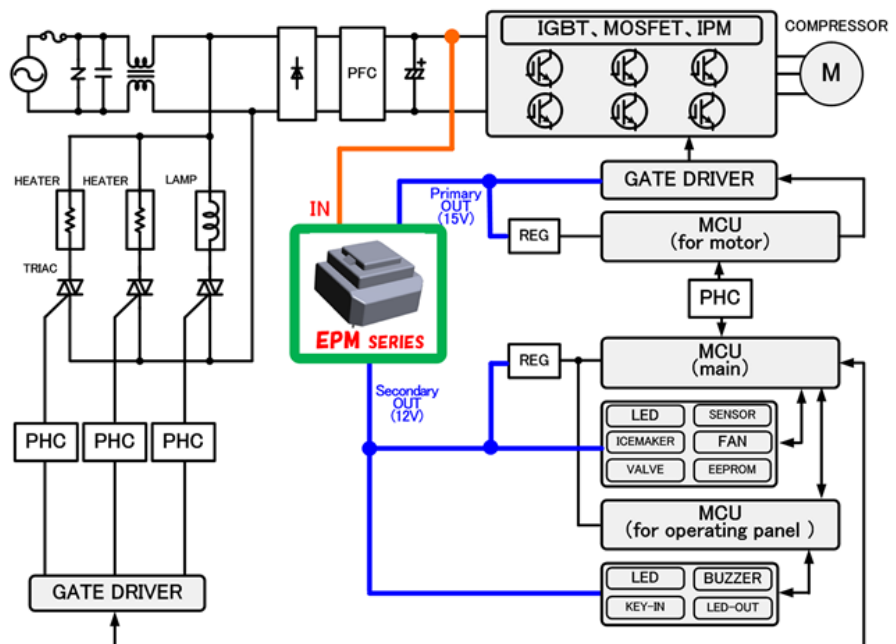 IGBT、MOSFET、IPM
COMPRESSOR
PFC
M
HEATER
HEATER
LAMP
IN
Primary
OUT
(15V)
GATE DRIVER
REG
MCU
(for motor)
TRIAC
PHC
EPM SERIES
REG
MCU
(main)
Secondary
OUT
(12V)
LED
SENSOR
ICEMAKER
FAN
VALVE
EEPROM
PHC
PHC
PHC
MCU
(for operating panel )
GATE DRIVER
LED
BUZZER
KEY-IN
LED-OUT